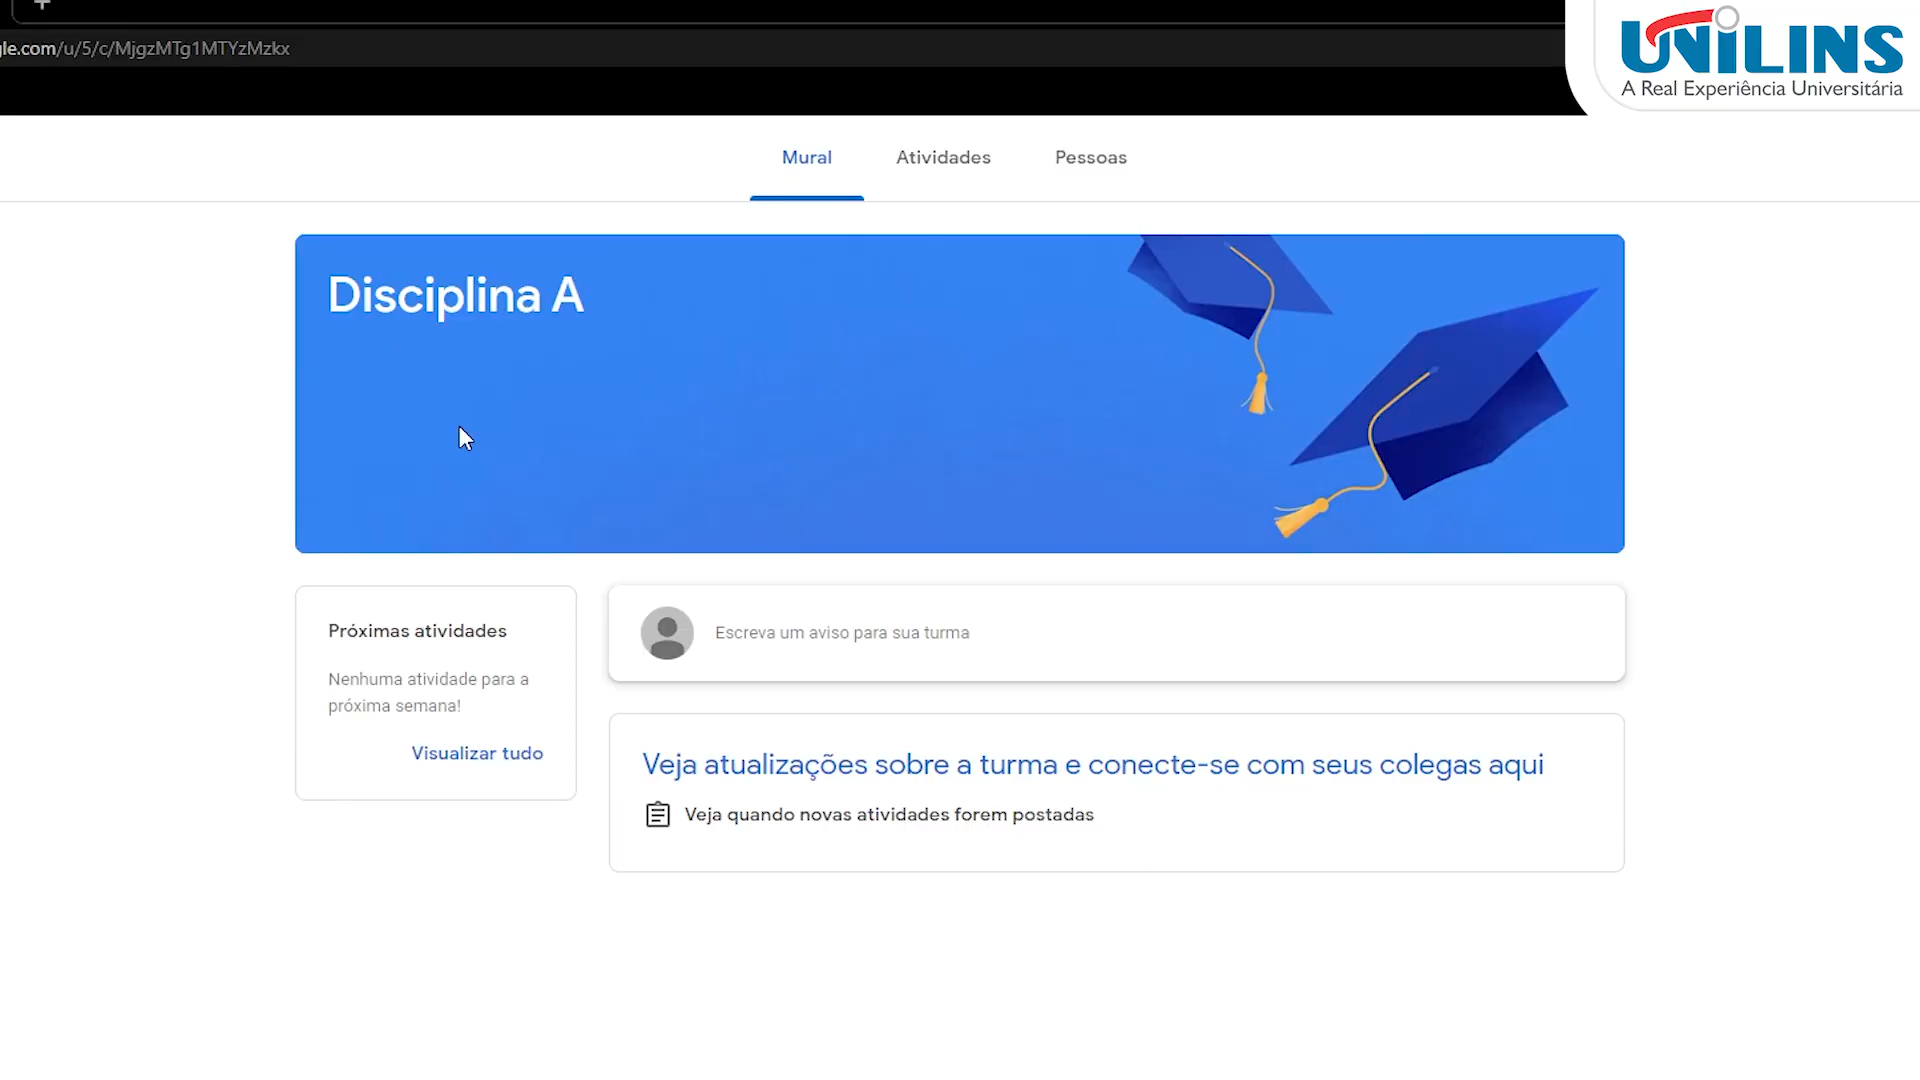 gle.com/u/5/c/MjgzMTg1MTYzMzkx
UNiLINS
A Real Experiência Universitária
Mural
Atividades
Pessoas
Disciplina A
Próximas atividades
Nenhuma atividade para a
próxima semana!
Visualizar tudo
Escreva um aviso para sua turma
Veja atualizações sobre a turma e conecte-se com seus colegas aqui
Veja quando novas atividades forem postadas